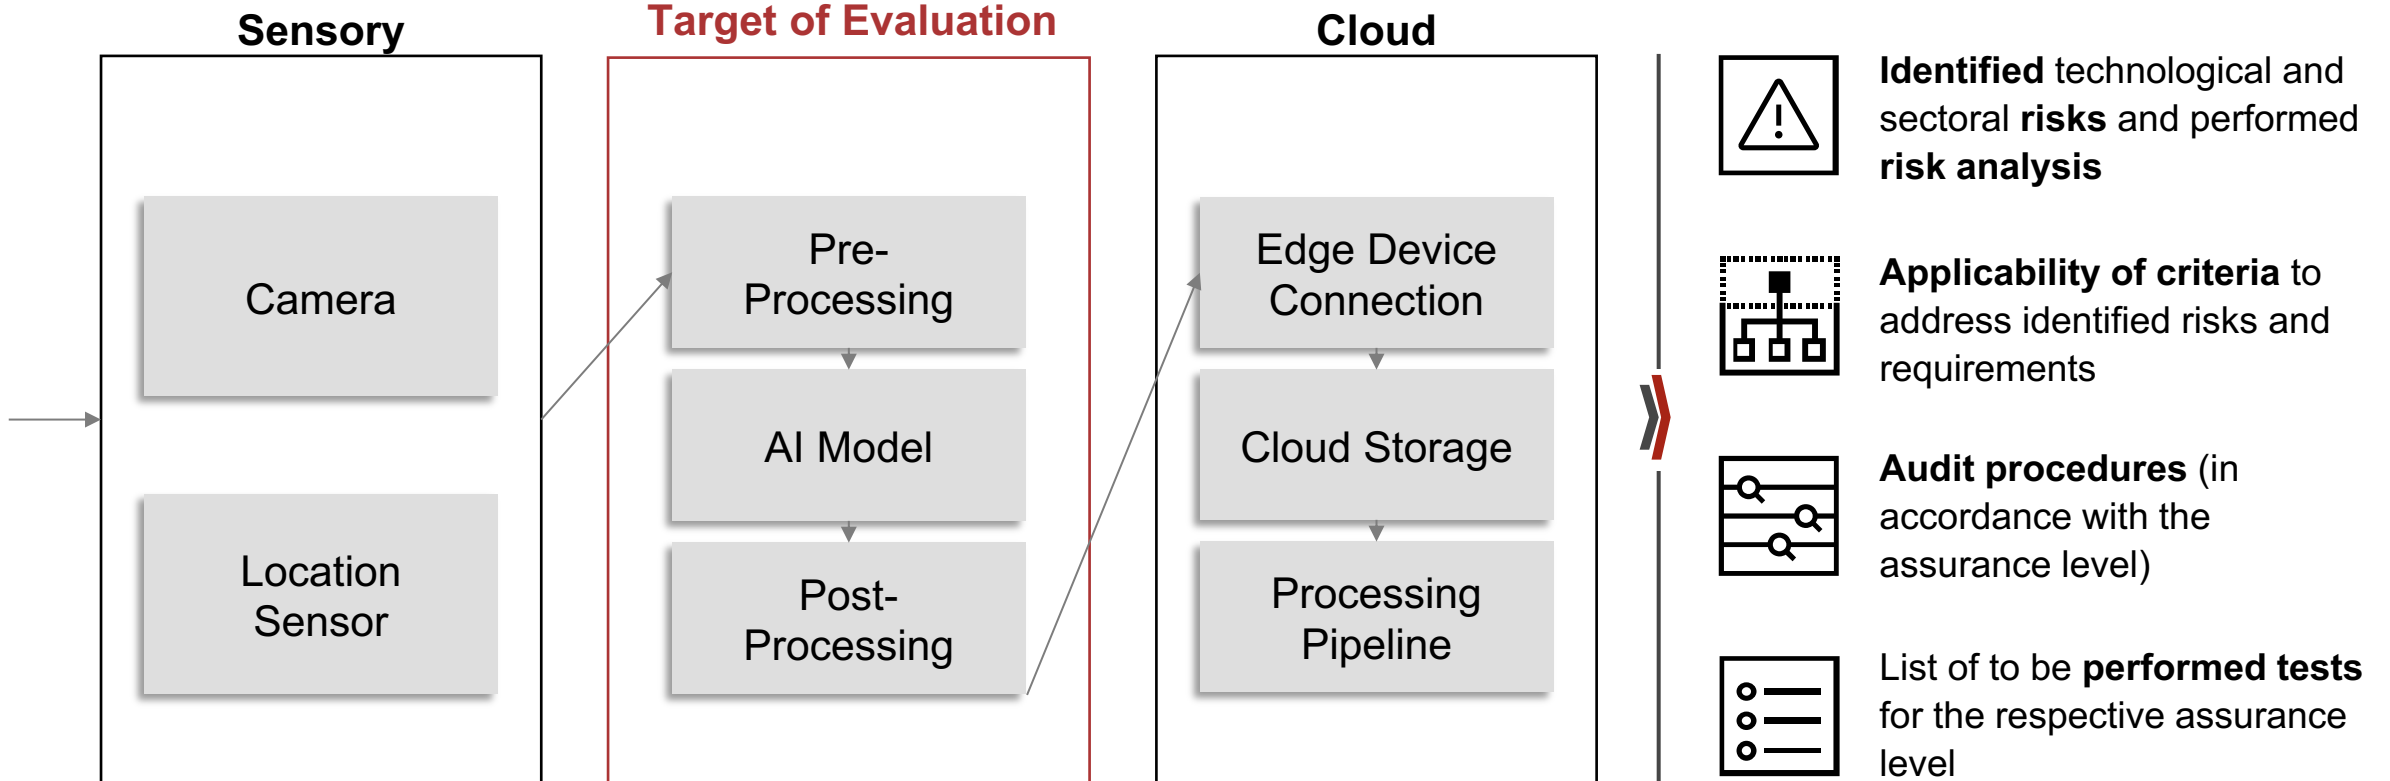 Sensory
Target of Evaluation
Cloud
Camera
Location
Sensor
Pre-
Processing
AI Model
Post-
Processing
Edge Device
Connection
Cloud Storage
Processing
Pipeline
Identified technological and
sectoral risks and performed
risk analysis
Applicability of criteria to
address identified risks and
requirements
Audit procedures (in
accordance with the
assurance level)
List of to be performed tests
for the respective assurance
level